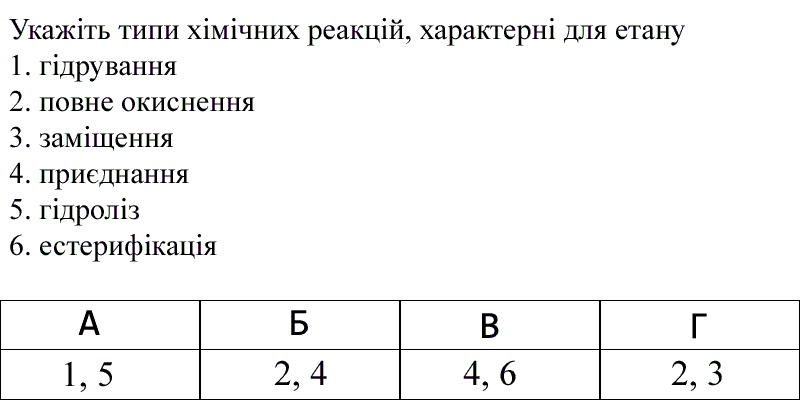 Укажіть типи хімічних реакцій, характерні для етану
1. гідрування
2. повне окиснення
3. заміщення
4. приєднання
5. гідроліз
6. естерифікація
А Б В Г
1, 5 2, 4 4, 6 2, 3